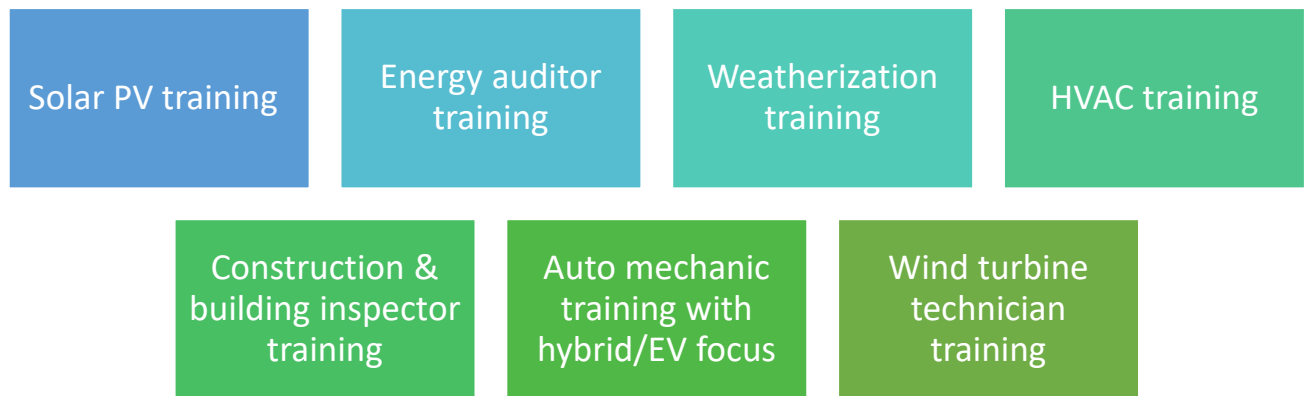 Solar PV training
Energy auditor
training
Weatherization
training
HVAC training
Construction &
building inspector
training
Auto mechanic
training with
hybrid/EV focus
Wind turbine
technician
training